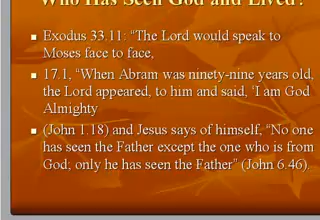 Who Has Seen God and Lived?
Exodus 33.11: “The Lord would speak to
Moses face to face,
17.1, “When Abram was ninety-nine years old,
the Lord appeared, to him and said, ‘I am God
Almighty
(John 1.18) and Jesus says of himself, “No one
has seen the Father except the one who is from
God; only he has seen the Father” (John 6.46).